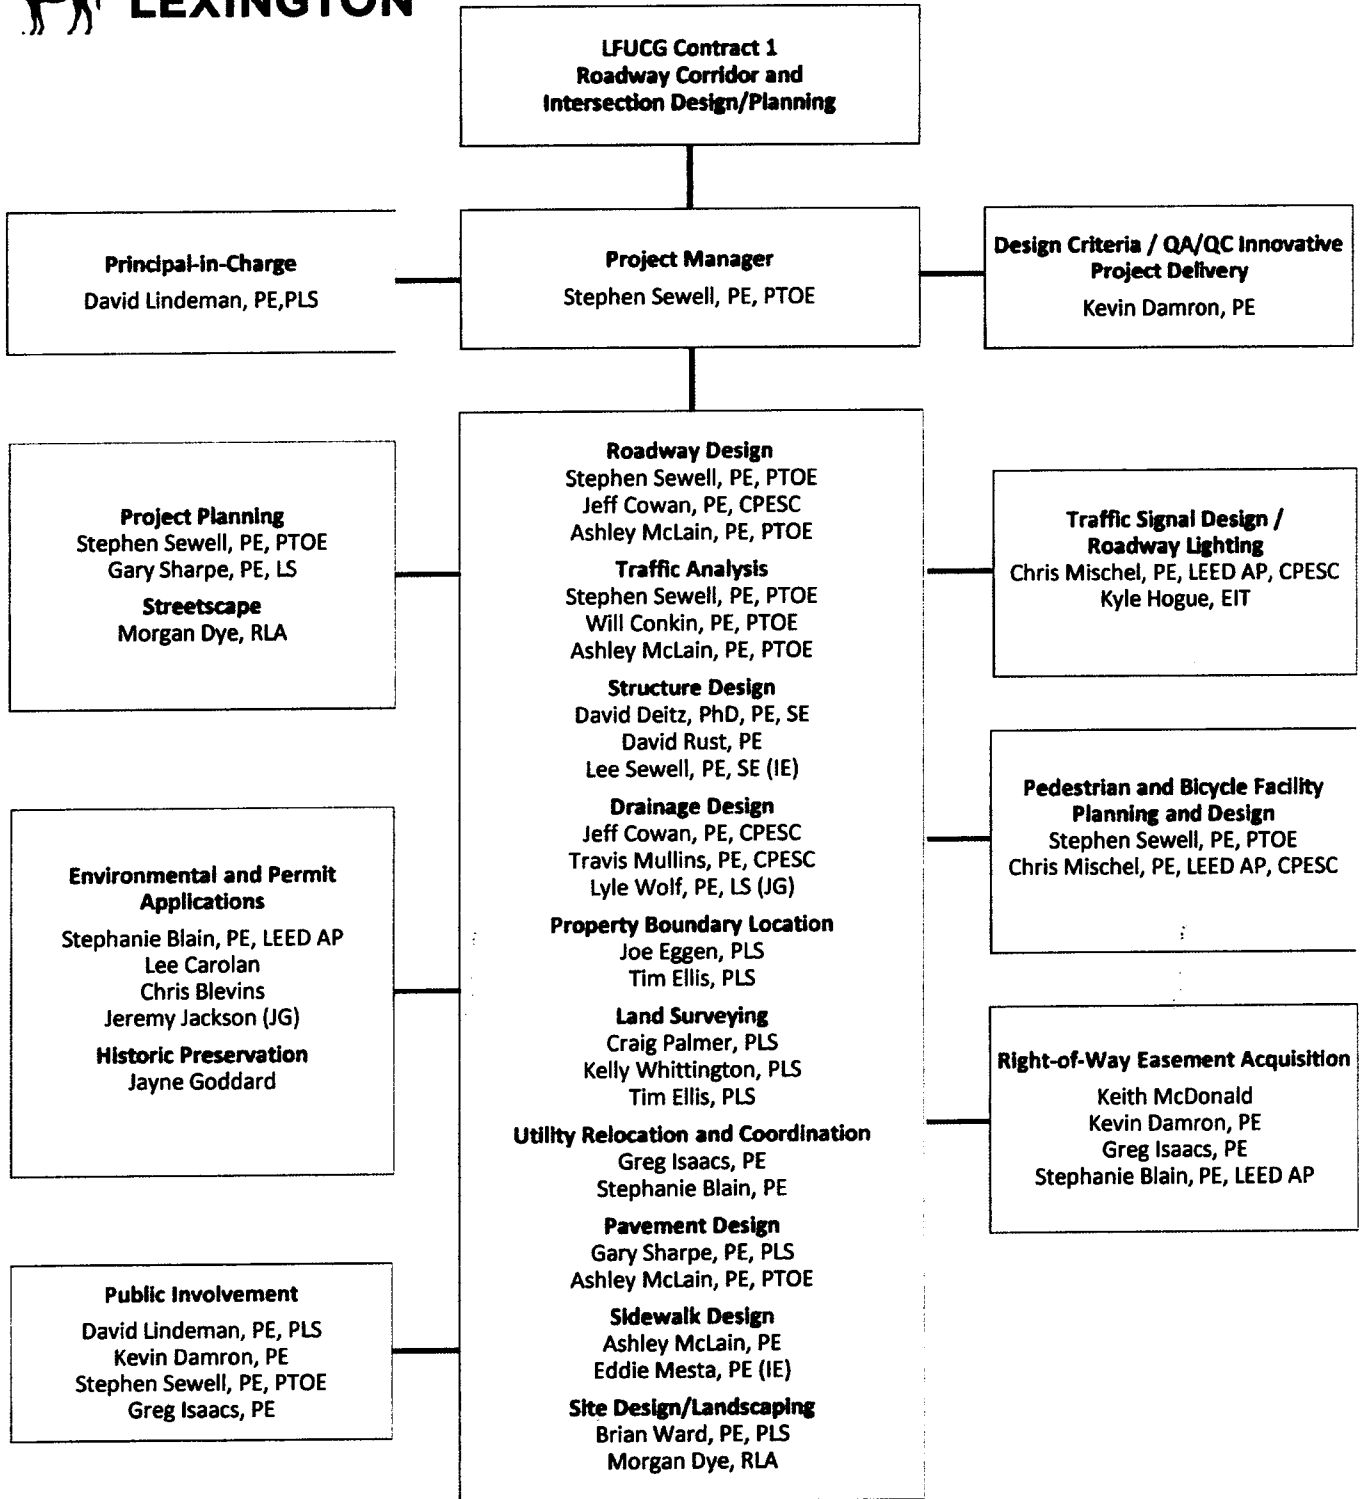 LEXINGTON
LFUCG Contract 1
Roadway Corridor and
Intersection Design/Planning
Principal-in-Charge
David Lindeman, PE,PLS
Project Manager
Stephen Sewell, PE, PTOE
Design Criteria / QA/QC Innovative
Project Delivery
Kevin Damron, PE
Project Planning
Stephen Sewell, PE, PTOE
Gary Sharpe, PE, LS
Streetscape
Morgan Dye, RLA
Environmental and Permit
Applications
Stephanie Blain, PE, LEED AP
Lee Carolan
Chris Blevins
Jeremy Jackson (JG)
Historic Preservation
Jayne Goddard
Public Involvement
David Lindeman, PE, PLS
Kevin Damron, PE
Stephen Sewell, PE, PTOE
Greg Isaacs, PE
Roadway Design
Stephen Sewell, PE, PTOE
Jeff Cowan, PE, CPESC
Ashley McLain, PE, PTOE
Traffic Analysis
Stephen Sewell, PE, PTOE
Will Conkin, PE, PTOE
Ashley McLain, PE, PTOE
Structure Design
David Deitz, PhD, PE, SE
David Rust, PE
Lee Sewell, PE, SE (IE)
Drainage Design
Jeff Cowan, PE, CPESC
Travis Mullins, PE, CPESC
Lyle Wolf, PE, LS (JG)
Property Boundary Location
Joe Eggen, PLS
Tim Ellis, PLS
Land Surveying
Craig Palmer, PLS
Kelly Whittington, PLS
Tim Ellis, PLS
Utility Relocation and Coordination
Greg Isaacs, PE
Stephanie Blain, PE
Pavement Design
Gary Sharpe, PE, PLS
Ashley McLain, PE, PTOE
Sidewalk Design
Ashley McLain, PE
Eddie Mesta, PE (IE)
Site Design/Landscaping
Brian Ward, PE, PLS
Morgan Dye, RLA
Traffic Signal Design /
Roadway Lighting
Chris Mischel, PE, LEED AP, CPESC
Kyle Hogue, EIT
Pedestrian and Bicycle Facility
Planning and Design
Stephen Sewell, PE, PTOE
Chris Mischel, PE, LEED AP, CPESC
Right-of-Way Easement Acquisition
Keith McDonald
Kevin Damron, PE
Greg Isaacs, PE
Stephanie Blain, PE, LEED AP